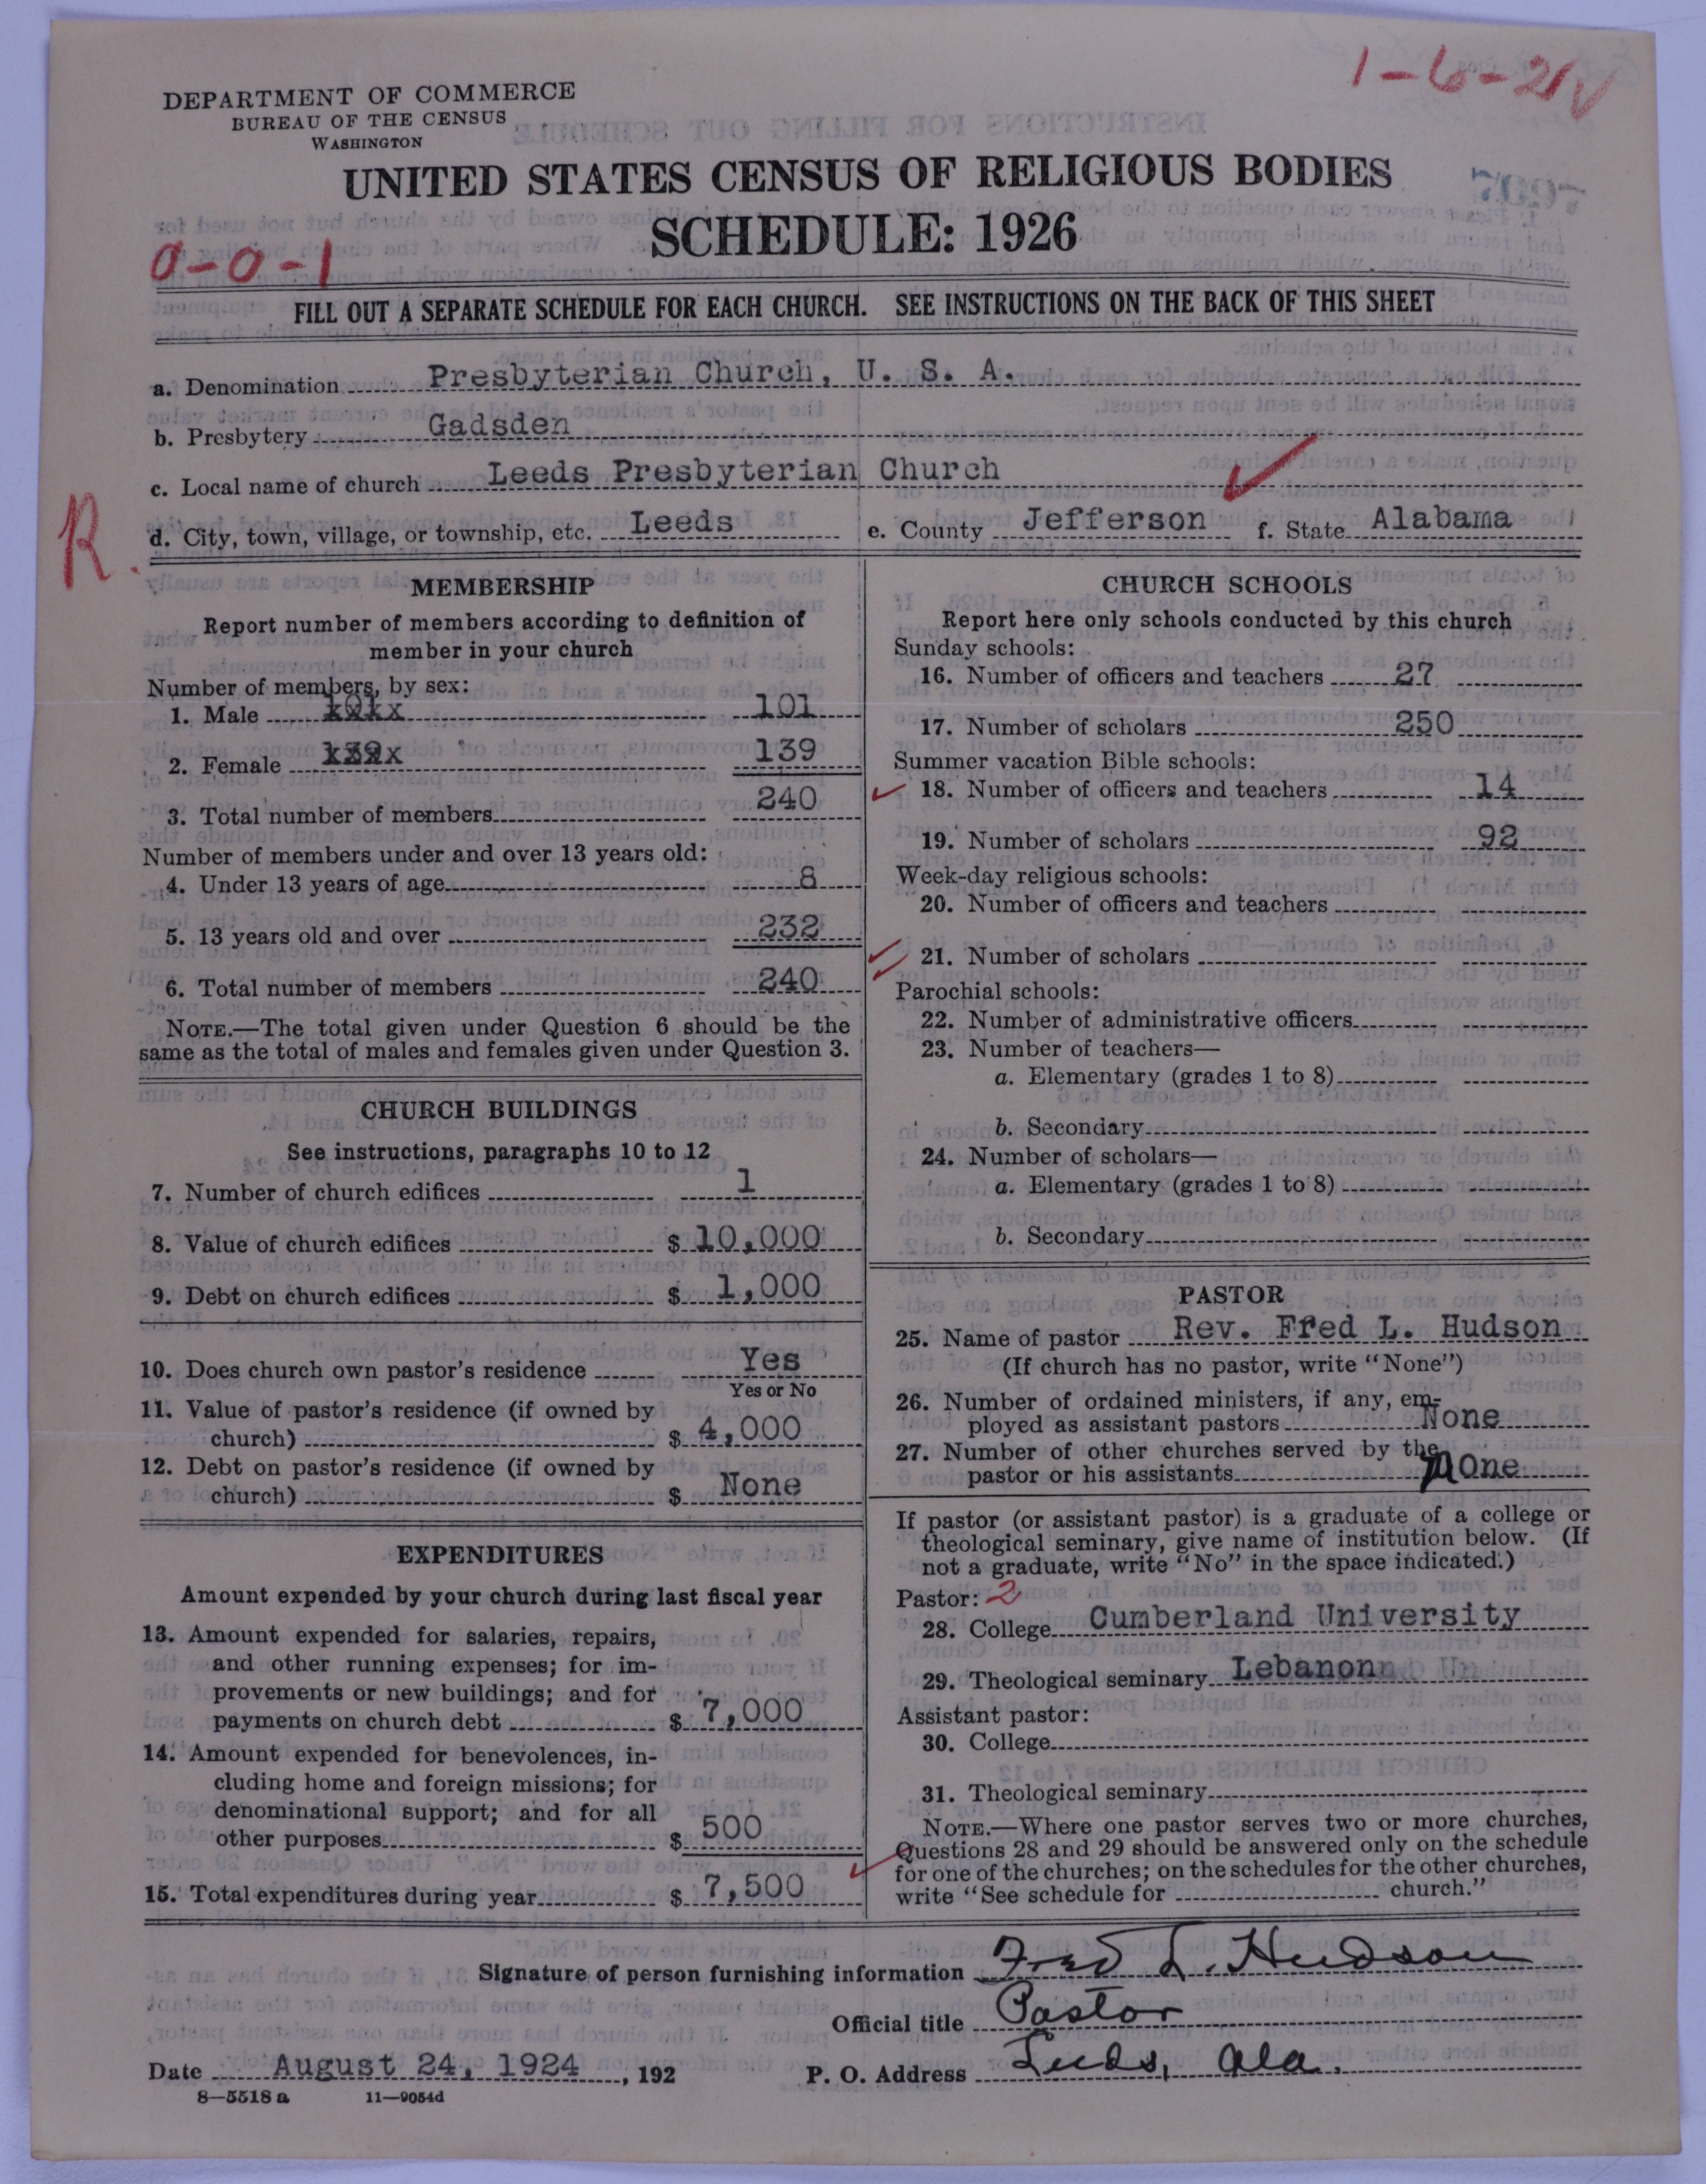 1-6-21 V
DEPARTMENT OF COMMERCE
BUREAU OF THE CENSUS
WASHINGTON
UNITED STATES CENSUS OF RELIGIOUS BODIES
SCHEDULE: 1926
0-0-1
FILL OUT A SEPARATE SCHEDULE FOR EACH CHURCH. SEE INSTRUCTIONS ON THE BACK OF THIS SHEET
a. Denomination Presbyterian Church, U. S. A.
b. Presbytery Gadsden
c. Local name of church Leeds Presbyterian Church
R.
d. City, town, village, or township, etc. Leeds e. County Jefferson f. State Alabama
MEMBERSHIP
Report number of members according to definition of
member in your church
Number of members, by sex:
1. Male 101
2. Female 139
3. Total number of members 240
Number of members under and over 13 years old:
4. Under 13 years of age 8
5. 13 years old and over 232
6. Total number of members 240
NOTE.—The total given under Question 6 should be the
same as the total of males and females given under Question 3.
CHURCH BUILDINGS
See instructions, paragraphs 10 to 12
7. Number of church edifices 1
8. Value of church edifices $ 10,000
9. Debt on church edifices $ 1,000
10. Does church own pastor's residence Yes
Yes or No
11. Value of pastor's residence (if owned by
church) $ 4,000
12. Debt on pastor's residence (if owned by
church) $ None
EXPENDITURES
Amount expended by your church during last fiscal year
13. Amount expended for salaries, repairs,
and other running expenses; for im-
provements or new buildings; and for
payments on church debt $ 7,000
14. Amount expended for benevolences, in-
cluding home and foreign missions; for
denominational support; and for all
other purposes $ 500
15. Total expenditures during year $ 7,500
CHURCH SCHOOLS
Report here only schools conducted by this church
Sunday schools:
16. Number of officers and teachers 27
17. Number of scholars 250
Summer vacation Bible schools:
18. Number of officers and teachers 14
19. Number of scholars 92
Week-day religious schools:
20. Number of officers and teachers
21. Number of scholars
Parochial schools:
22. Number of administrative officers
23. Number of teachers—
a. Elementary (grades 1 to 8)
b. Secondary
24. Number of scholars—
a. Elementary (grades 1 to 8)
b. Secondary
PASTOR
25. Name of pastor Rev. Fred L. Hudson
(If church has no pastor, write "None")
26. Number of ordained ministers, if any, em-
ployed as assistant pastors None
27. Number of other churches served by the
pastor or his assistants None
If pastor (or assistant pastor) is a graduate of a college or
theological seminary, give name of institution below. (If
not a graduate, write "No" in the space indicated.)
Pastor: 2
28. College Cumberland University
29. Theological seminary Lebanon
Assistant pastor:
30. College
31. Theological seminary
NOTE.—Where one pastor serves two or more churches,
Questions 28 and 29 should be answered only on the schedule
for one of the churches; on the schedules for the other churches,
write "See schedule for church."
Signature of person furnishing information Fred L. Hudson
Official title Pastor
Date August 24, 1924, 192 P. O. Address Leeds, Ala.
8—5518 a 11—9054d